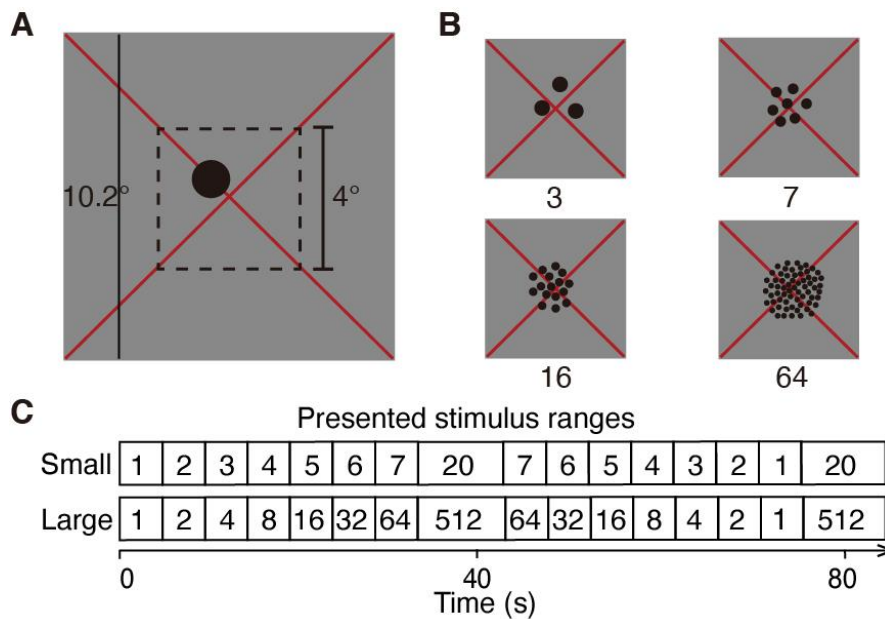 A
B
10.2°
4°
3
7
16
64
C
Presented stimulus ranges
Small 1 2 3 4 5 6 7 20 7 6 5 4 3 2 1 20
Large 1 2 4 8 16 32 64 512 64 32 16 8 4 2 1 512
0 40 80
Time (s)